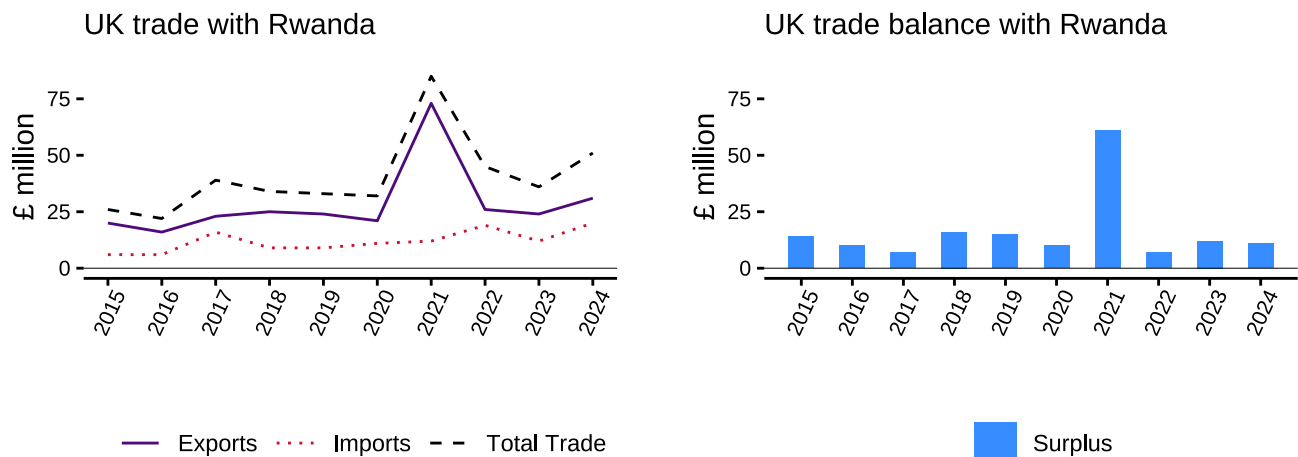 UK trade with Rwanda
£ million
75
50
25
0
2015 2016 2017 2018 2019 2020 2021 2022 2023 2024
Exports Imports Total Trade
UK trade balance with Rwanda
£ million
75
50
25
0
2015 2016 2017 2018 2019 2020 2021 2022 2023 2024
Surplus